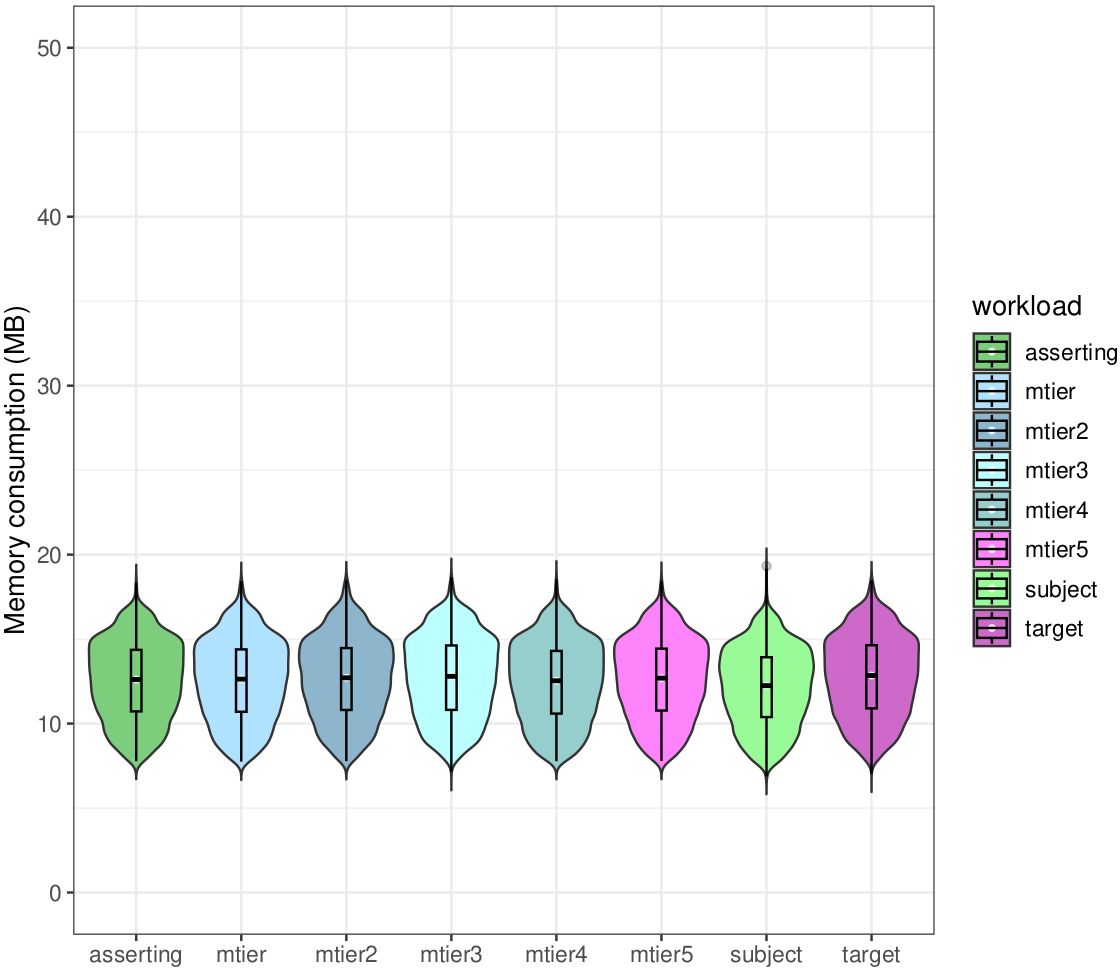 Memory consumption (MB)
50
40
30
20
10
0
asserting mtier mtier2 mtier3 mtier4 mtier5 subject target
workload
asserting
mtier
mtier2
mtier3
mtier4
mtier5
subject
target